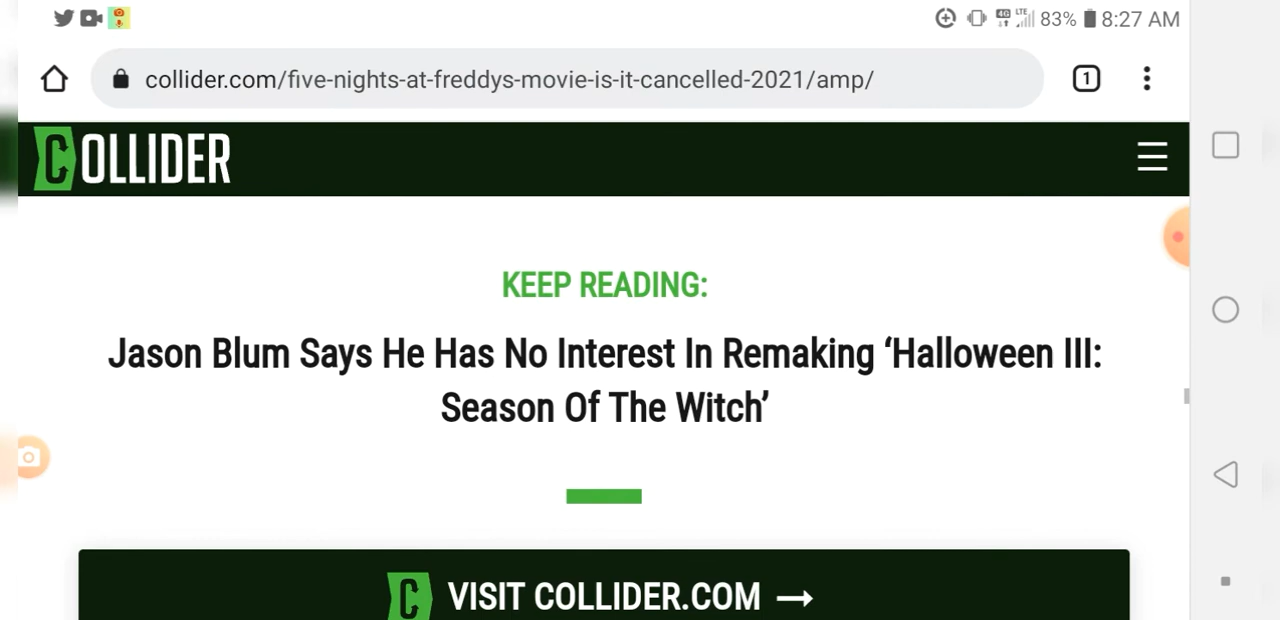 4G LTE 83% 8:27 AM
collider.com/five-nights-at-freddys-movie-is-it-cancelled-2021/amp/ 1
COLLIDER
KEEP READING:
Jason Blum Says He Has No Interest In Remaking ‘Halloween III:
Season Of The Witch’
C VISIT COLLIDER.COM →